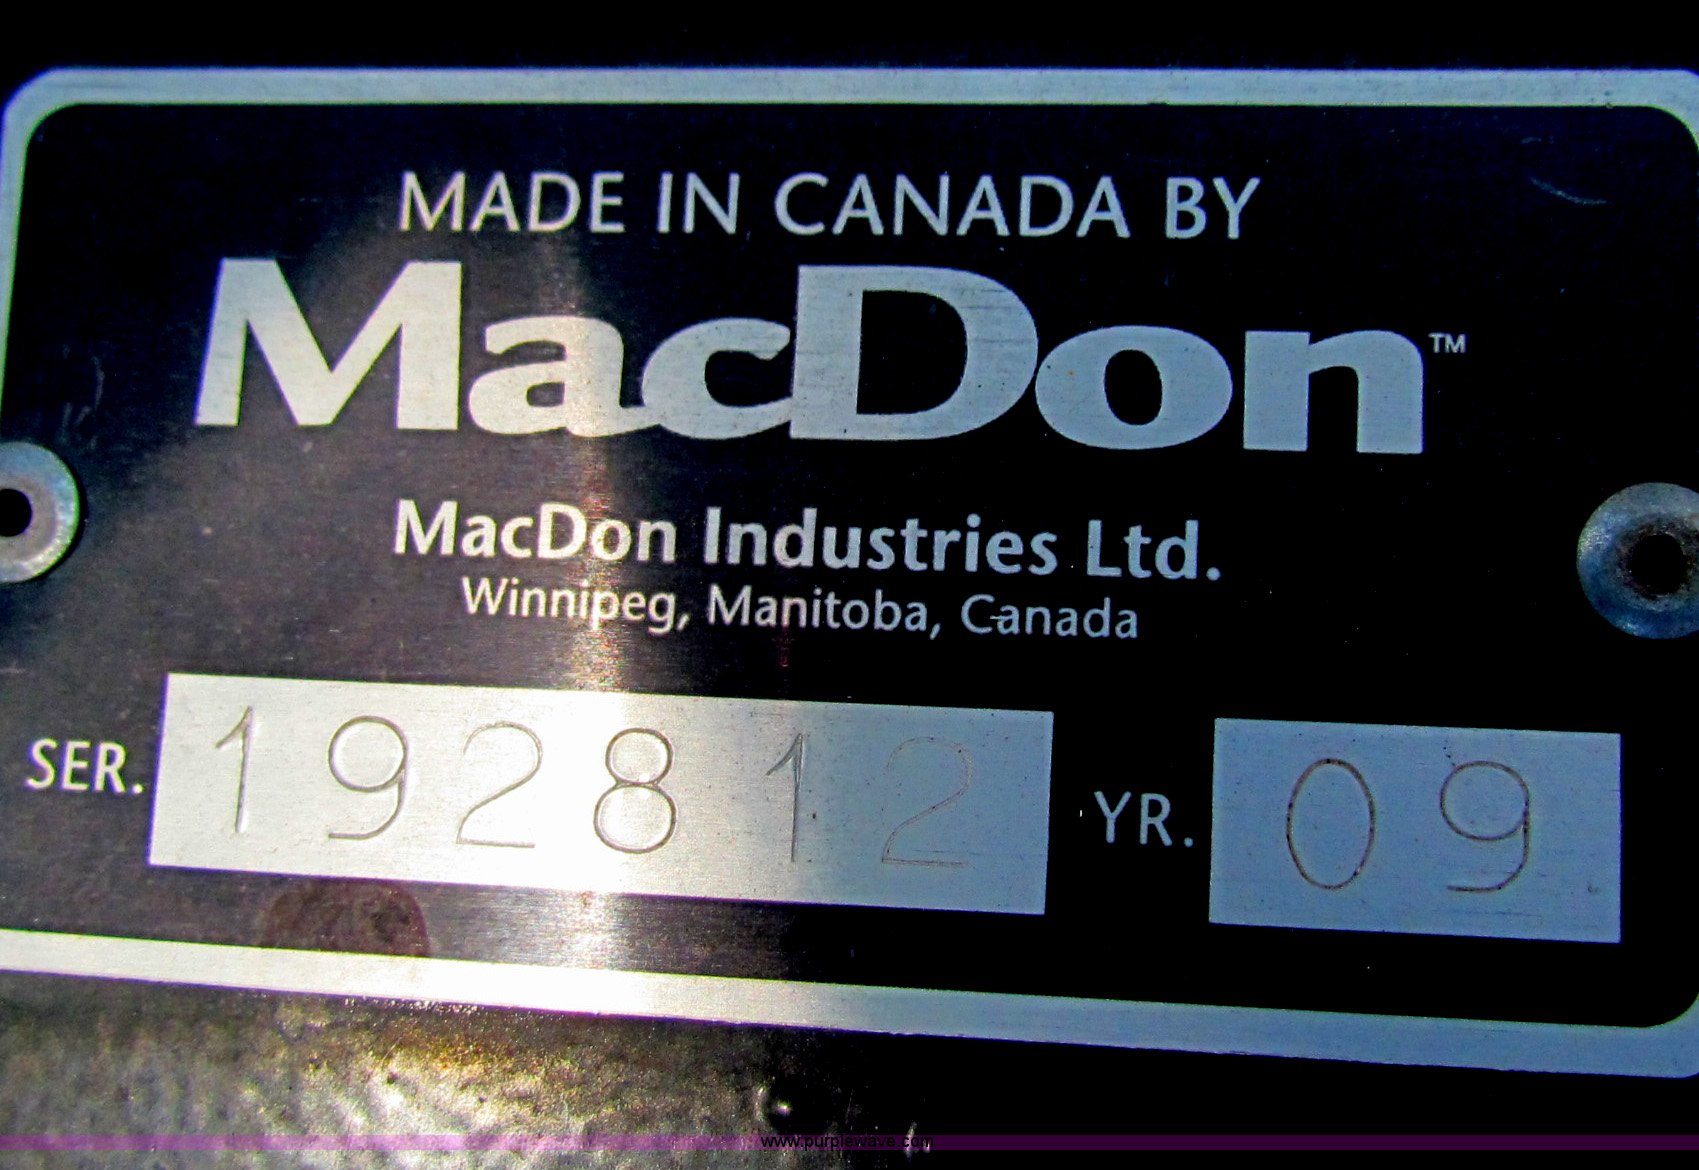 MADE IN CANADA BY
MacDon™
MacDon Industries Ltd.
Winnipeg, Manitoba, Canada
SER. 192812 YR. 09
www.purplewave.com